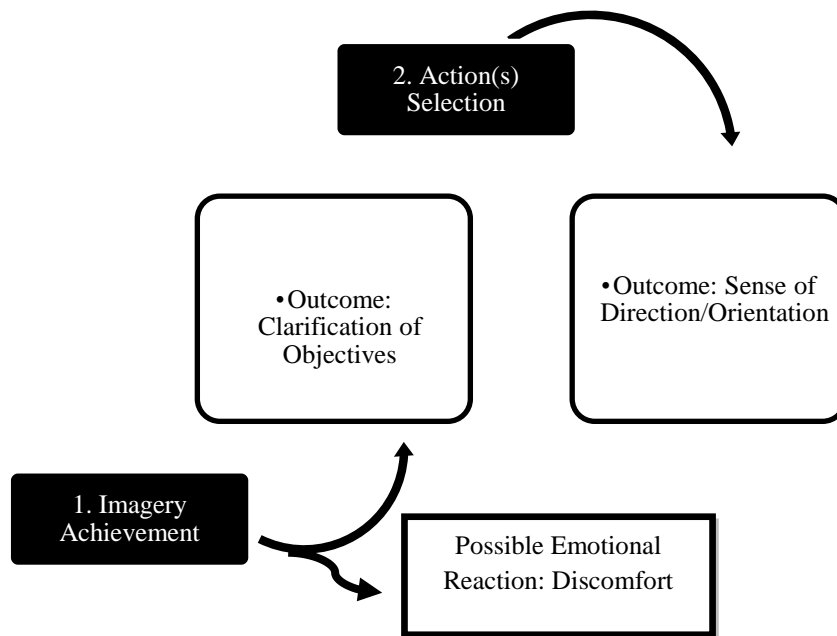 2. Action(s)
Selection
•Outcome:
Clarification of
Objectives
•Outcome: Sense of
Direction/Orientation
1. Imagery
Achievement
Possible Emotional
Reaction: Discomfort